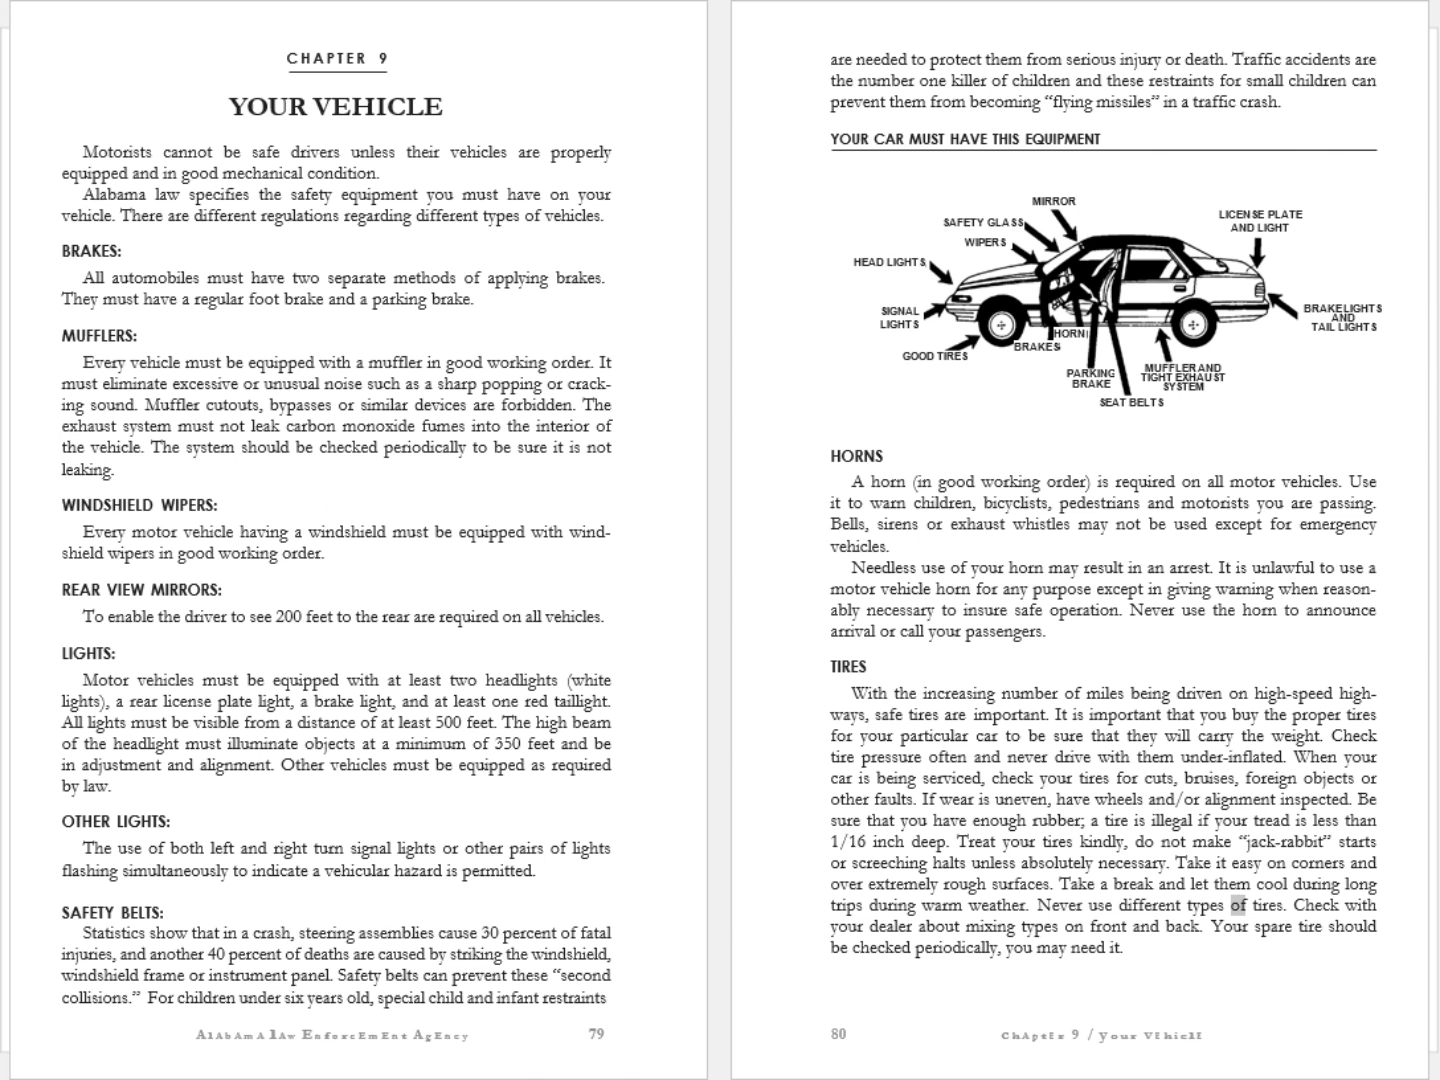 CHAPTER 9
YOUR VEHICLE
Motorists cannot be safe drivers unless their vehicles are properly
equipped and in good mechanical condition.
Alabama law specifies the safety equipment you must have on your
vehicle. There are different regulations regarding different types of vehicles.
BRAKES:
All automobiles must have two separate methods of applying brakes.
They must have a regular foot brake and a parking brake.
MUFFLERS:
Every vehicle must be equipped with a muffler in good working order. It
must eliminate excessive or unusual noise such as a sharp popping or crack-
ing sound. Muffler cutouts, bypasses or similar devices are forbidden. The
exhaust system must not leak carbon monoxide fumes into the interior of
the vehicle. The system should be checked periodically to be sure it is not
leaking.
WINDSHIELD WIPERS:
Every motor vehicle having a windshield must be equipped with wind-
shield wipers in good working order.
REAR VIEW MIRRORS:
To enable the driver to see 200 feet to the rear are required on all vehicles.
LIGHTS:
Motor vehicles must be equipped with at least two headlights (white
lights), a rear license plate light, a brake light, and at least one red taillight.
All lights must be visible from a distance of at least 500 feet. The high beam
of the headlight must illuminate objects at a minimum of 350 feet and be
in adjustment and alignment. Other vehicles must be equipped as required
by law.
OTHER LIGHTS:
The use of both left and right turn signal lights or other pairs of lights
flashing simultaneously to indicate a vehicular hazard is permitted.
SAFETY BELTS:
Statistics show that in a crash, steering assemblies cause 30 percent of fatal
injuries, and another 40 percent of deaths are caused by striking the windshield,
windshield frame or instrument panel. Safety belts can prevent these “second
collisions.” For children under six years old, special child and infant restraints
Alabama Law Enforcement Agency 79
are needed to protect them from serious injury or death. Traffic accidents are
the number one killer of children and these restraints for small children can
prevent them from becoming “flying missiles” in a traffic crash.
YOUR CAR MUST HAVE THIS EQUIPMENT
MIRROR
SAFETY GLASS
WIPERS
HEAD LIGHTS
SIGNAL
LIGHTS
GOOD TIRES
HORN
BRAKES
PARKING
BRAKE
SEAT BELTS
MUFFLER AND
TIGHT EXHAUST
SYSTEM
LICENSE PLATE
AND LIGHT
BRAKELIGHTS
AND
TAIL LIGHTS
HORNS
A horn (in good working order) is required on all motor vehicles. Use
it to warn children, bicyclists, pedestrians and motorists you are passing.
Bells, sirens or exhaust whistles may not be used except for emergency
vehicles.
Needless use of your horn may result in an arrest. It is unlawful to use a
motor vehicle horn for any purpose except in giving warning when reason-
ably necessary to insure safe operation. Never use the horn to announce
arrival or call your passengers.
TIRES
With the increasing number of miles being driven on high-speed high-
ways, safe tires are important. It is important that you buy the proper tires
for your particular car to be sure that they will carry the weight. Check
tire pressure often and never drive with them under-inflated. When your
car is being serviced, check your tires for cuts, bruises, foreign objects or
other faults. If wear is uneven, have wheels and/or alignment inspected. Be
sure that you have enough rubber; a tire is illegal if your tread is less than
1/16 inch deep. Treat your tires kindly, do not make “jack-rabbit” starts
or screeching halts unless absolutely necessary. Take it easy on corners and
over extremely rough surfaces. Take a break and let them cool during long
trips during warm weather. Never use different types of tires. Check with
your dealer about mixing types on front and back. Your spare tire should
be checked periodically, you may need it.
80 Chapter 9 / Your Vehicle